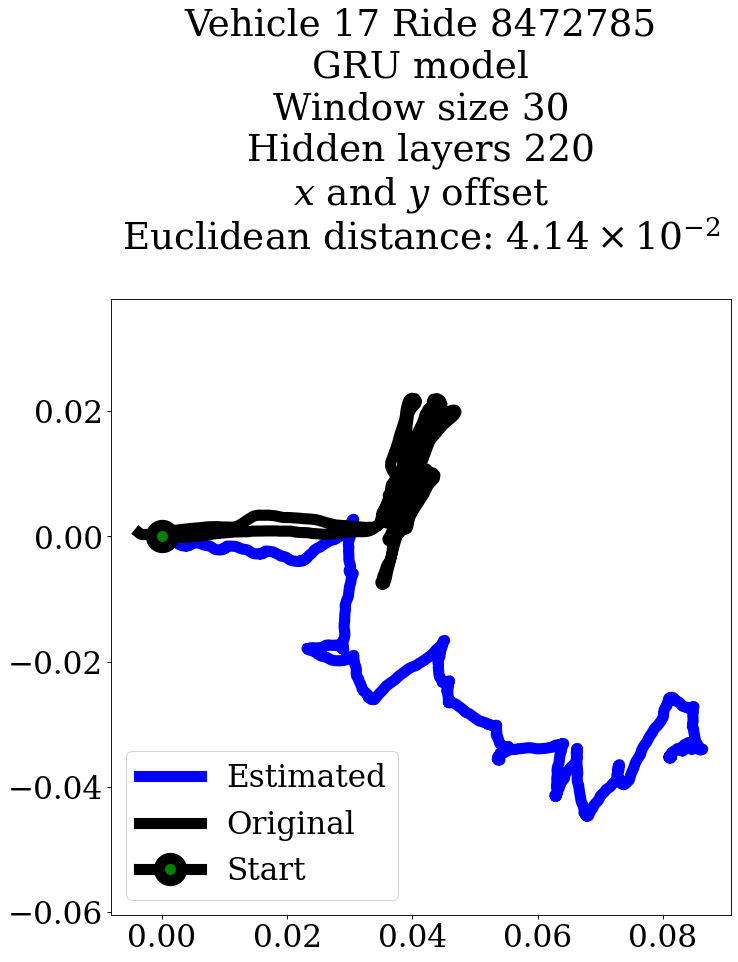 Vehicle 17 Ride 8472785
GRU model
Window size 30
Hidden layers 220
x and y offset
Euclidean distance: 4.14 × 10⁻²
0.02
0.00
−0.02
−0.04
−0.06
Estimated
Original
Start
0.00 0.02 0.04 0.06 0.08